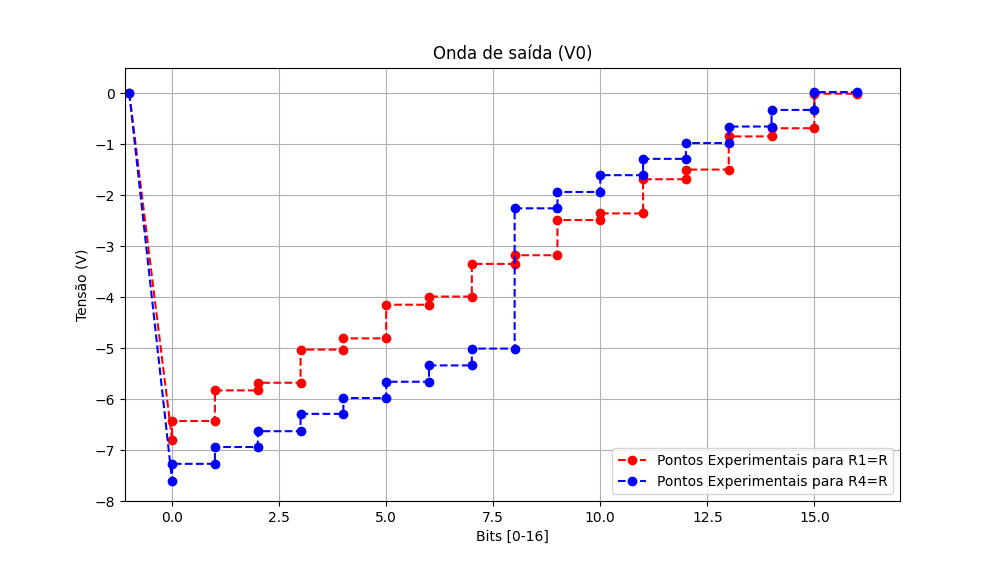 Onda de saída (V0)
Tensão (V)
0
−1
−2
−3
−4
−5
−6
−7
−8
0.0 2.5 5.0 7.5 10.0 12.5 15.0
Bits [0-16]
Pontos Experimentais para R1=R
Pontos Experimentais para R4=R